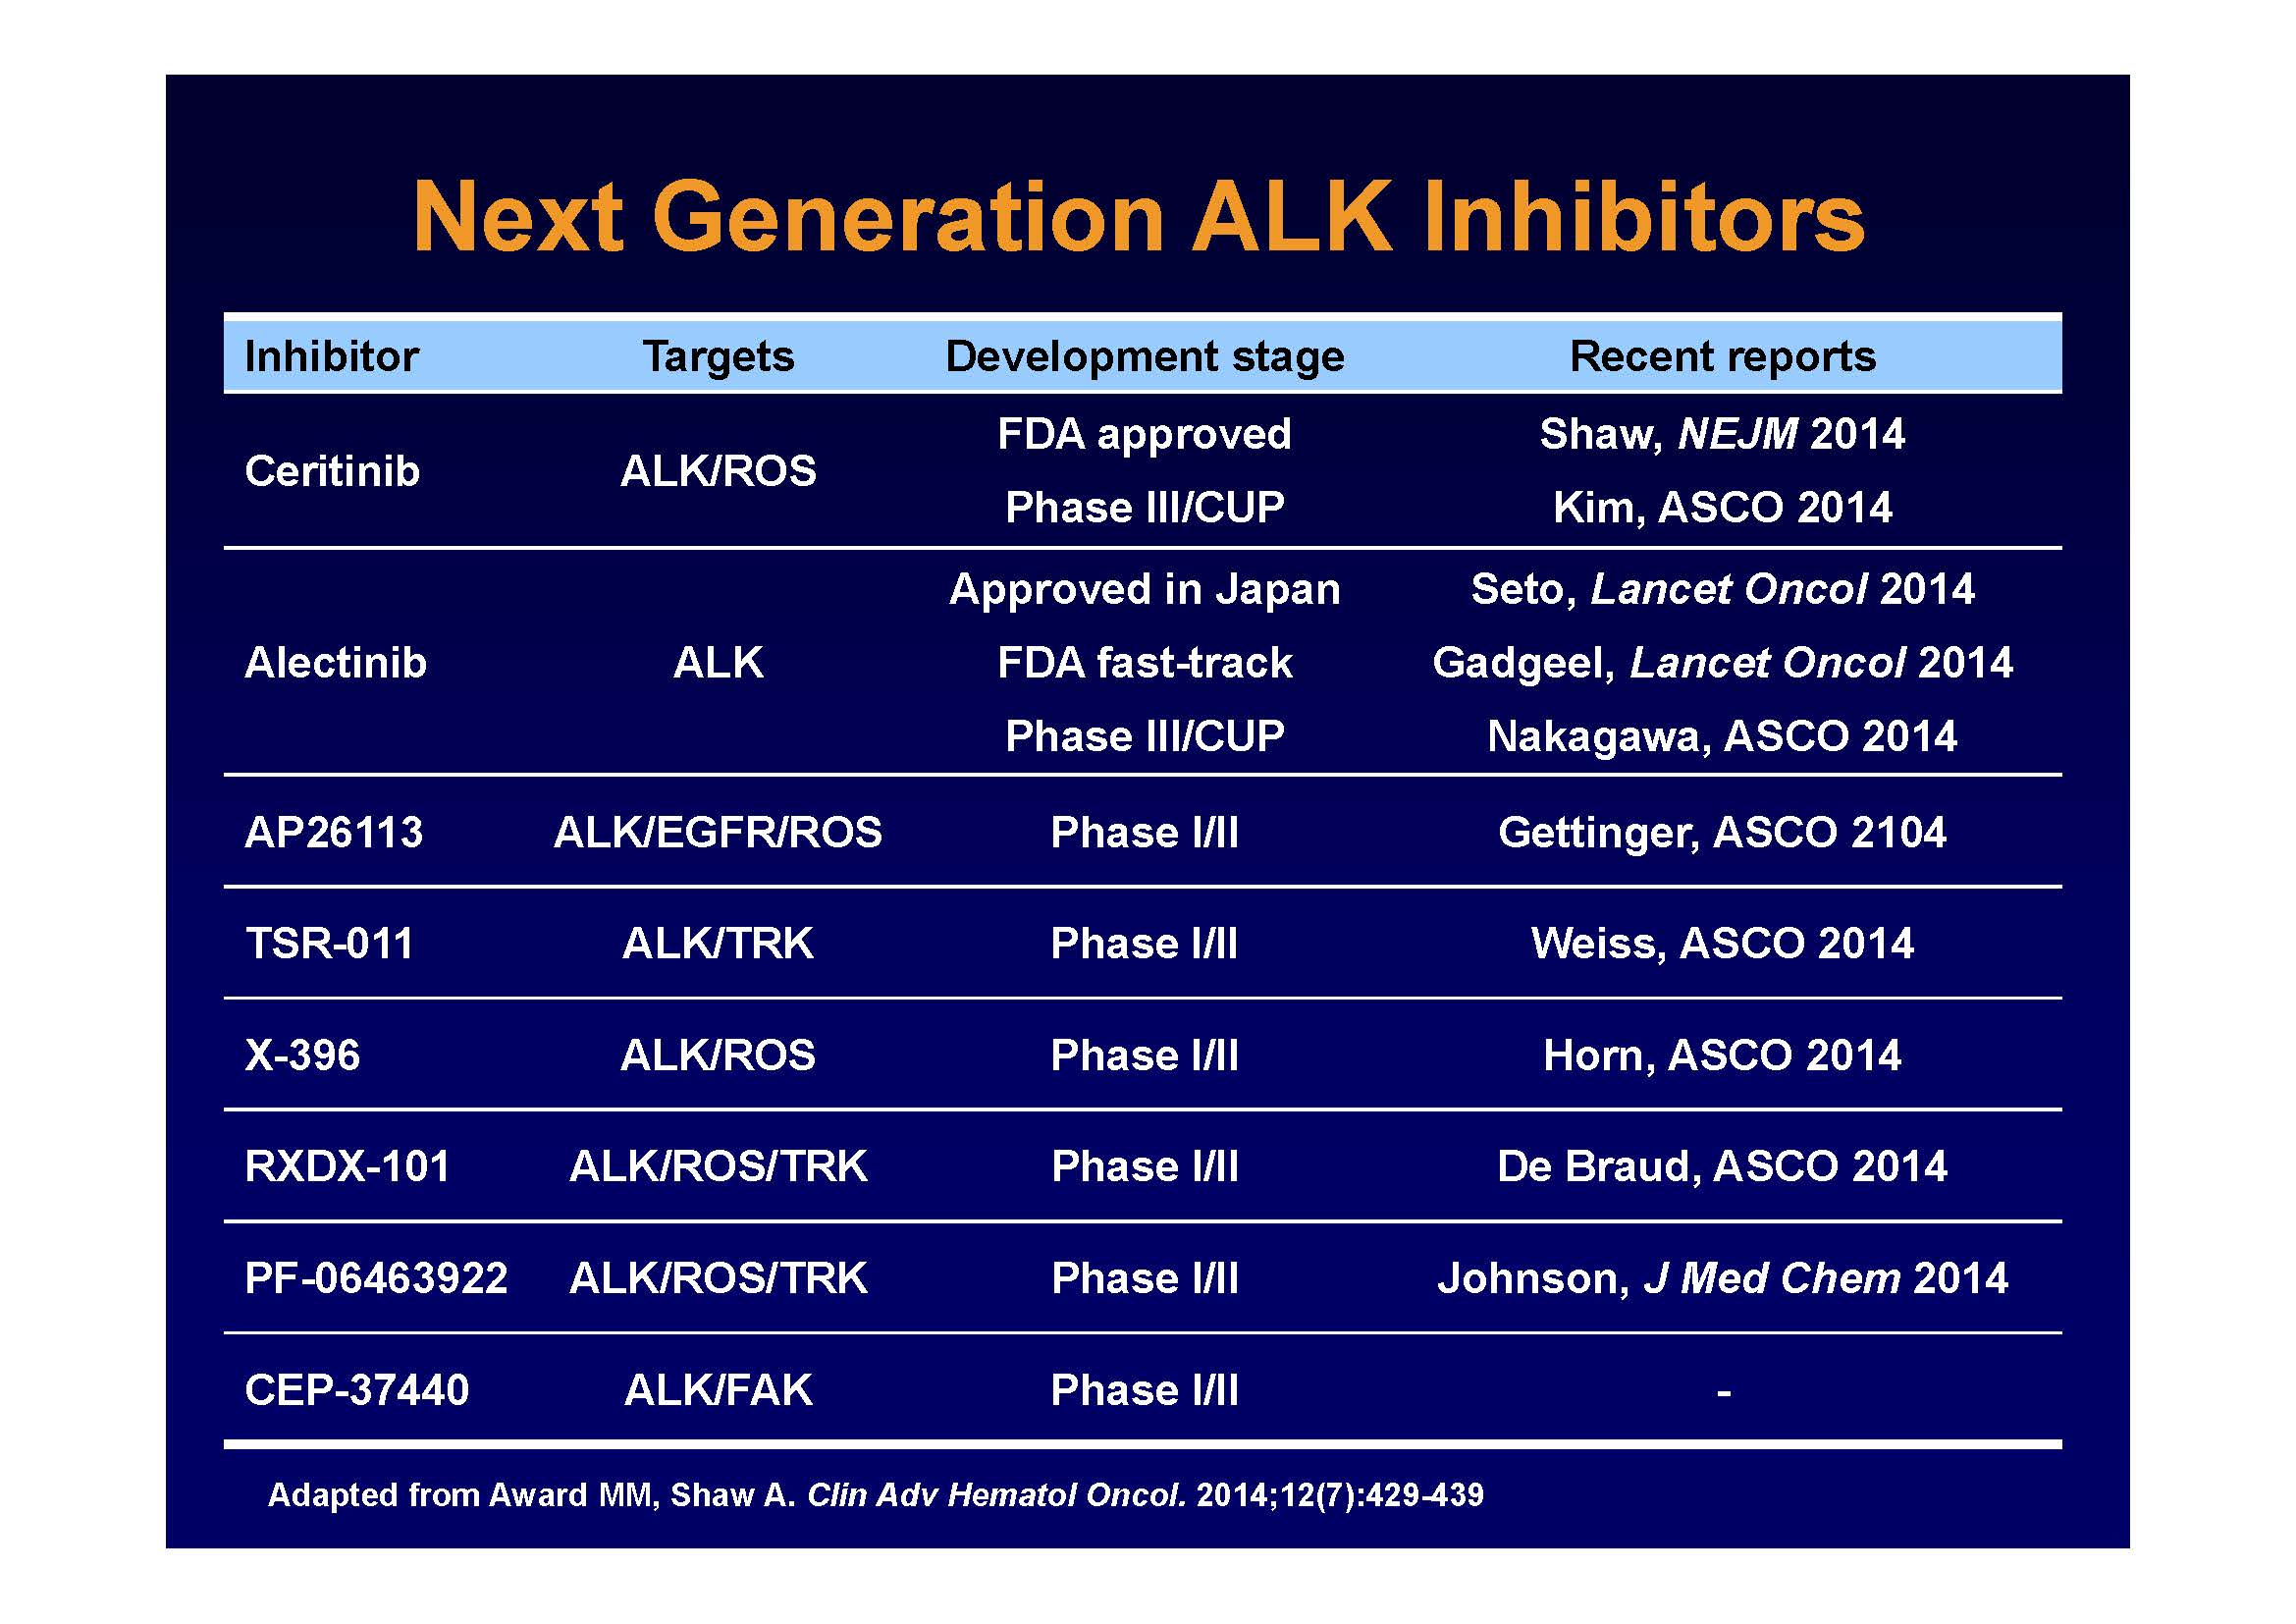 Next Generation ALK Inhibitors
Inhibitor Targets Development stage Recent reports
Ceritinib ALK/ROS FDA approved Shaw, NEJM 2014
Phase III/CUP Kim, ASCO 2014
Alectinib ALK Approved in Japan Seto, Lancet Oncol 2014
FDA fast-track Gadgeel, Lancet Oncol 2014
Phase III/CUP Nakagawa, ASCO 2014
AP26113 ALK/EGFR/ROS Phase I/II Gettinger, ASCO 2104
TSR-011 ALK/TRK Phase I/II Weiss, ASCO 2014
X-396 ALK/ROS Phase I/II Horn, ASCO 2014
RXDX-101 ALK/ROS/TRK Phase I/II De Braud, ASCO 2014
PF-06463922 ALK/ROS/TRK Phase I/II Johnson, J Med Chem 2014
CEP-37440 ALK/FAK Phase I/II -
Adapted from Award MM, Shaw A. Clin Adv Hematol Oncol. 2014;12(7):429-439